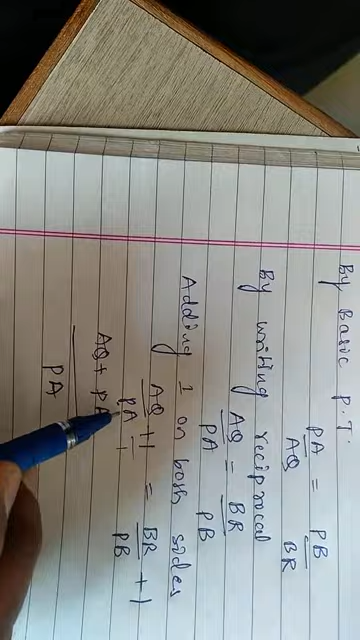 By Basic P.T.
PA/AQ = PB/BR
By writing reciprocal
AQ/PA = BR/PB
Adding 1 on both sides
AQ/PA + 1/1 = BR/PB + 1
AQ + PA/PA